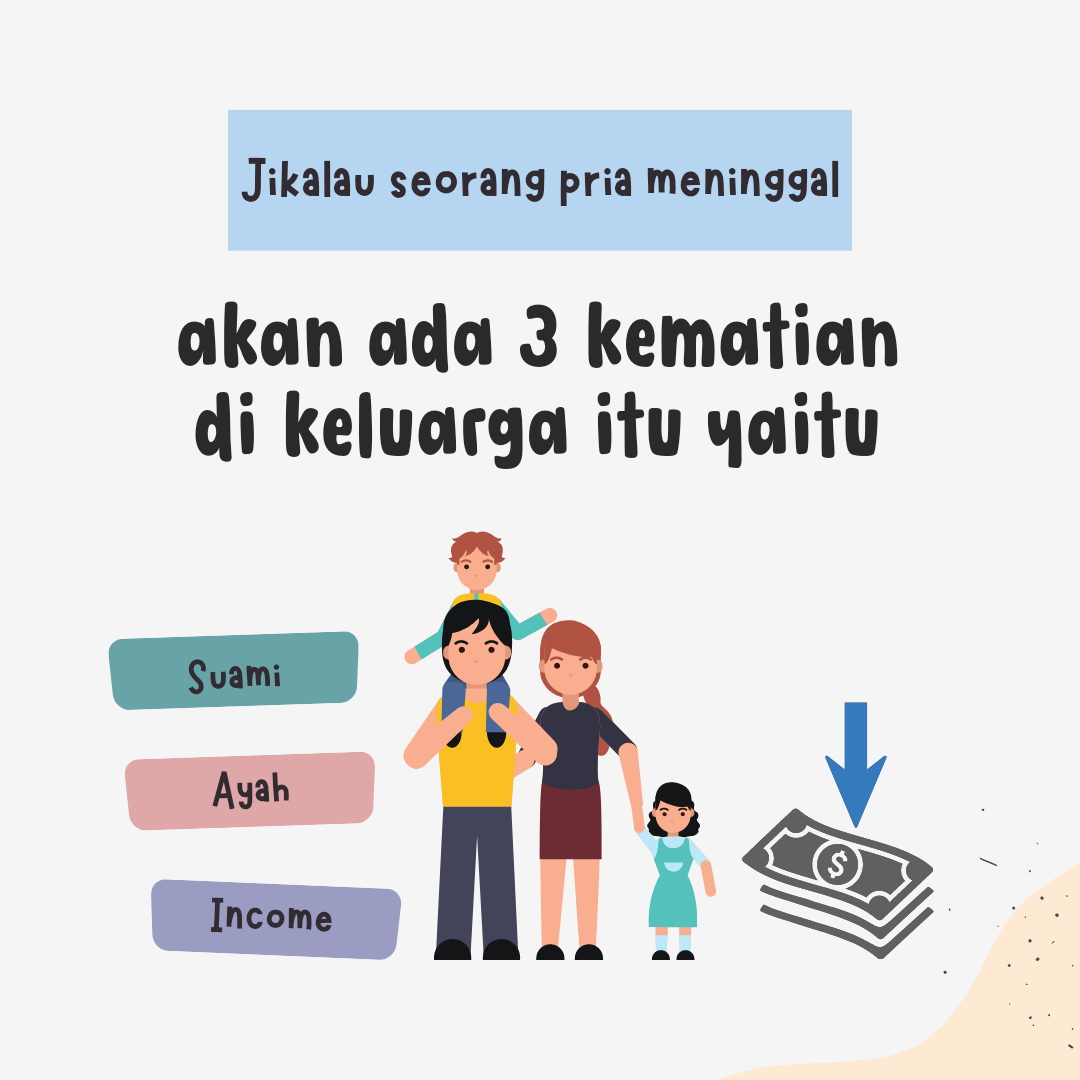 Jikalau seorang pria meninggal
akan ada 3 kematian
di keluarga itu yaitu
Suami
Ayah
Income
$